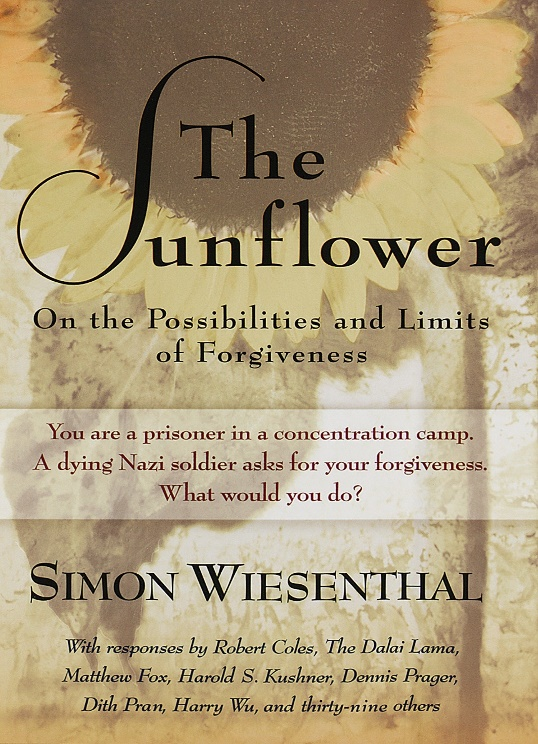 The
Sunflower
On the Possibilities and Limits
of Forgiveness
You are a prisoner in a concentration camp.
A dying Nazi soldier asks for your forgiveness.
What would you do?
SIMON WIESENTHAL
With responses by Robert Coles, The Dalai Lama,
Matthew Fox, Harold S. Kushner, Dennis Prager,
Dith Pran, Harry Wu, and thirty-nine others